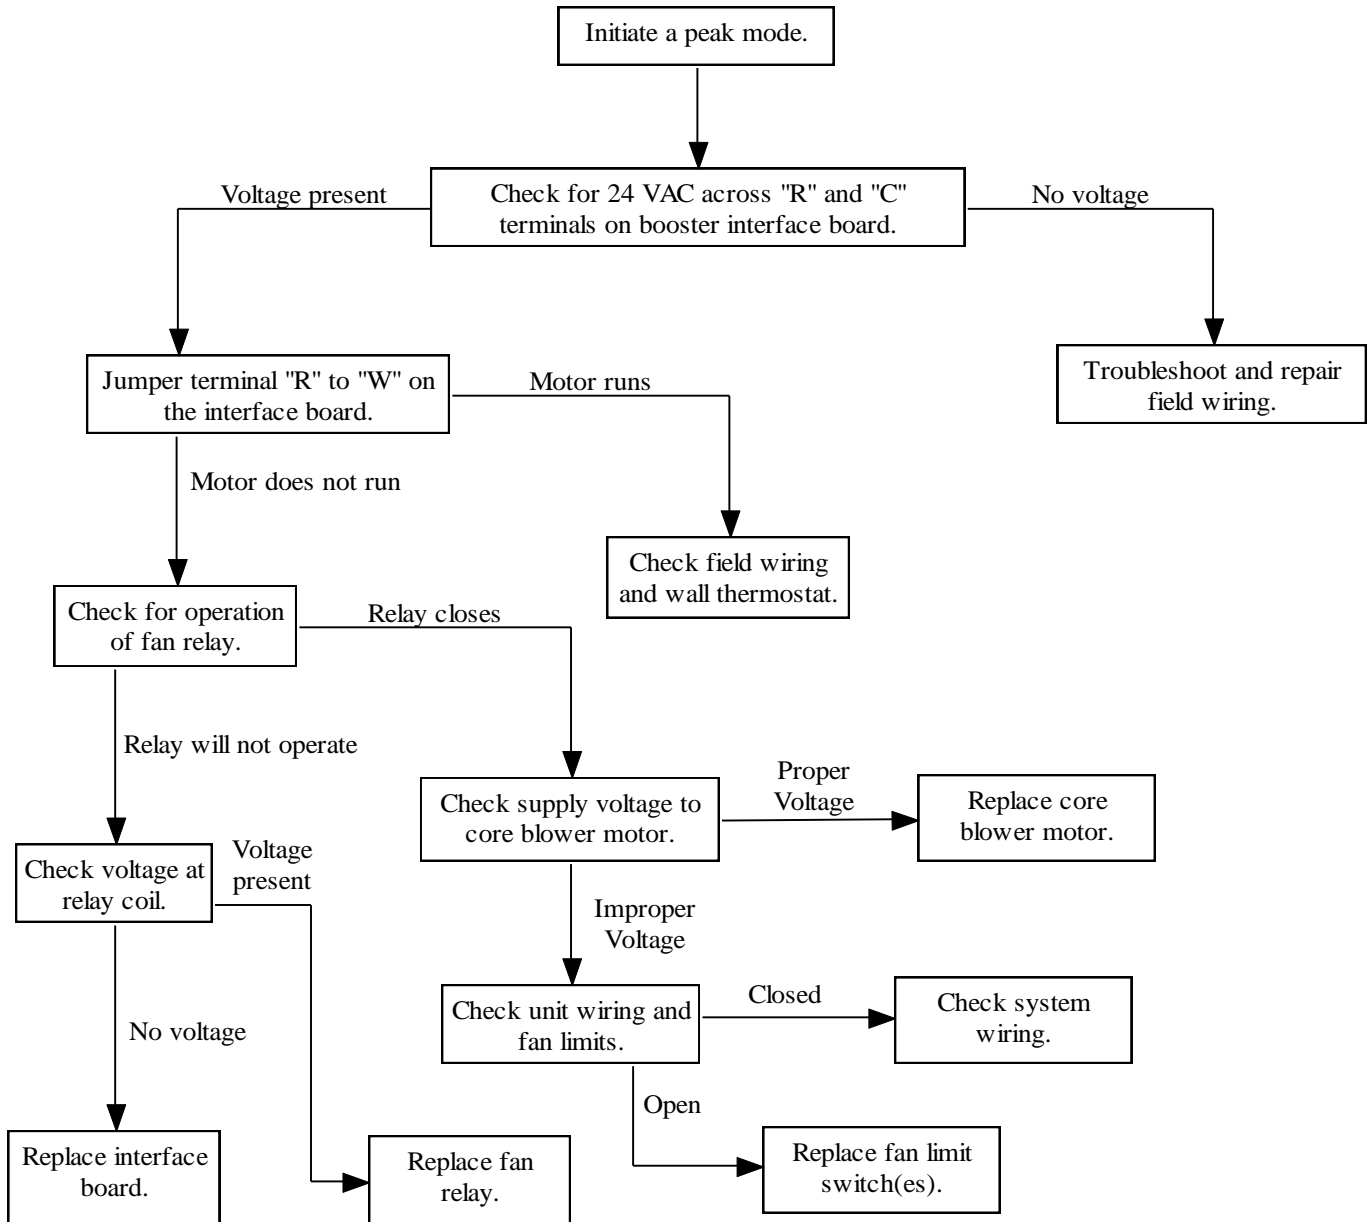 Initiate a peak mode.
Check for 24 VAC across "R" and "C"
terminals on booster interface board.
Voltage present
No voltage
Jumper terminal "R" to "W" on
the interface board.
Motor runs
Troubleshoot and repair
field wiring.
Motor does not run
Check field wiring
and wall thermostat.
Check for operation
of fan relay.
Relay closes
Relay will not operate
Check supply voltage to
core blower motor.
Proper
Voltage
Replace core
blower motor.
Check voltage at
relay coil.
Voltage
present
Improper
Voltage
Check unit wiring and
fan limits.
Closed
Check system
wiring.
No voltage
Open
Replace interface
board.
Replace fan
relay.
Replace fan limit
switch(es).